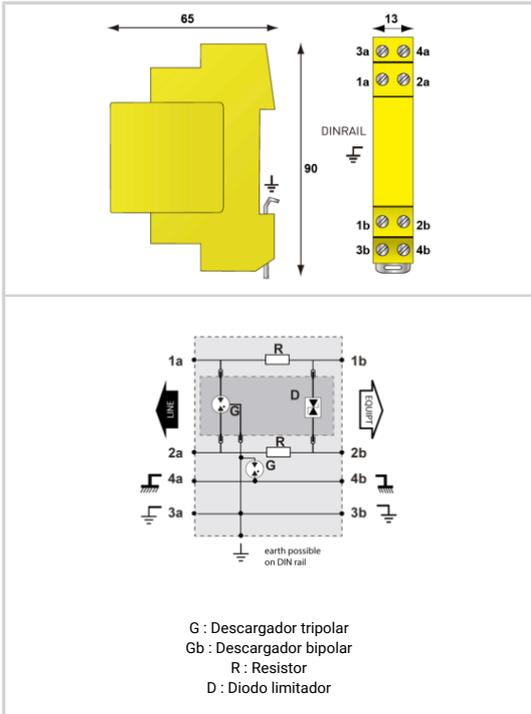 65
13
3a 4a
1a 2a
DINRAIL
90
1b 2b
3b 4b
R
1a 1b
LINE
G
D
EQUIPT
R
2a 2b
G
4a 4b
3a 3b
earth possible
on DIN rail
G : Descargador tripolar
Gb : Descargador bipolar
R : Resistor
D : Diodo limitador